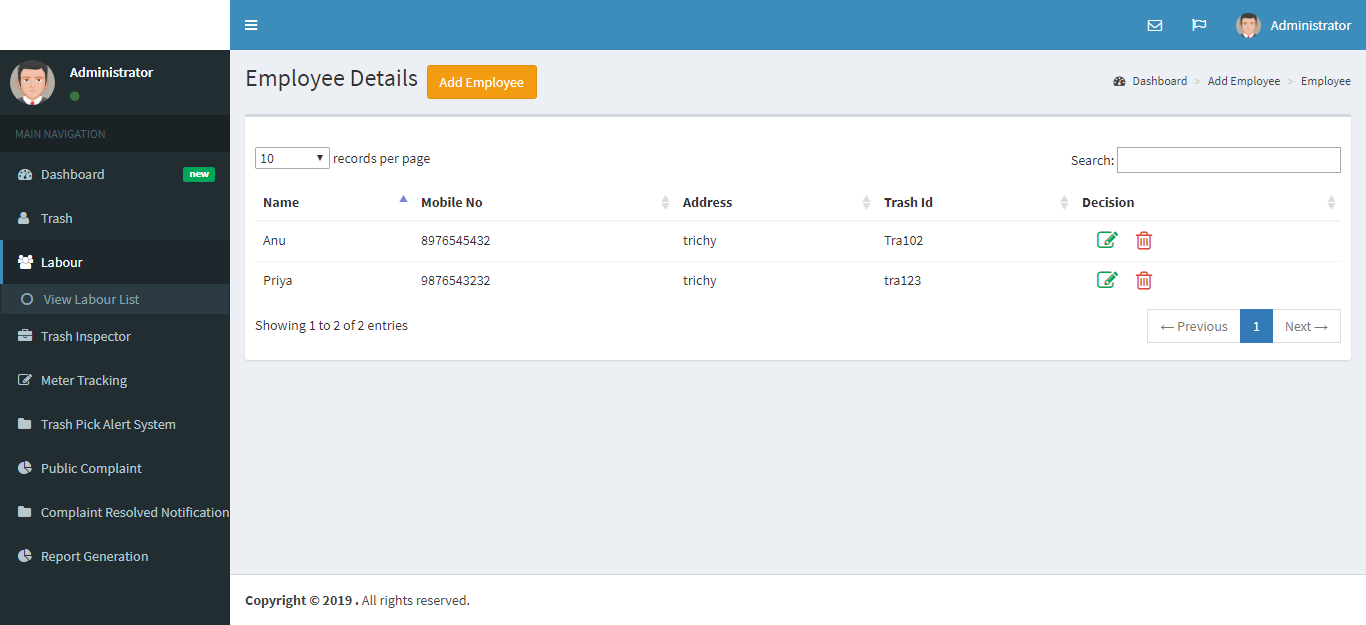 Administrator
Administrator
MAIN NAVIGATION
Dashboard new
Trash
Labour
View Labour List
Trash Inspector
Meter Tracking
Trash Pick Alert System
Public Complaint
Complaint Resolved Notification
Report Generation
Employee Details Add Employee
Dashboard > Add Employee > Employee
10 records per page
Search:
Name Mobile No Address Trash Id Decision
Anu 8976545432 trichy Tra102
Priya 9876543232 trichy tra123
Showing 1 to 2 of 2 entries
← Previous 1 Next →
Copyright © 2019 . All rights reserved.